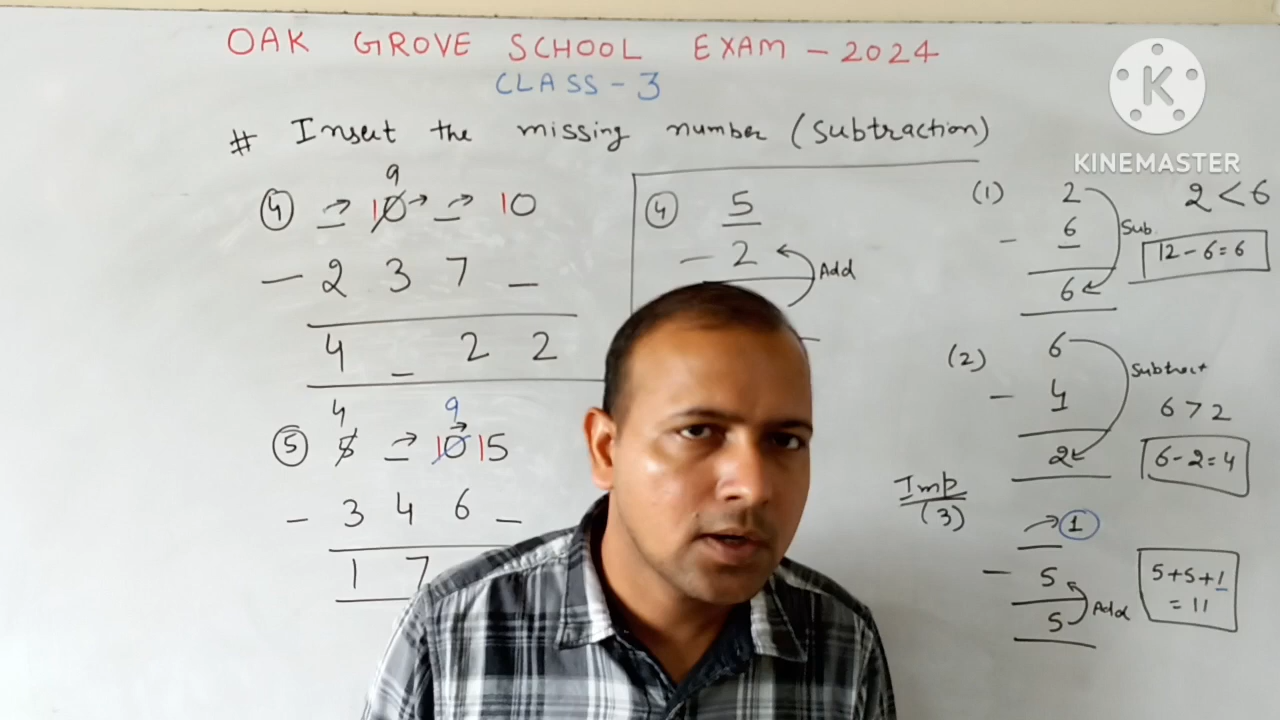 OAK GROVE SCHOOL EXAM - 2024
CLASS - 3
# Insert the missing number (Subtraction)
KINEMASTER
9
④ _ 10 _ 10
- 2 3 7 _
4 _ 2 2
4 9
⑤ 5 _ 10 15
- 3 4 6 _
1 7
④ 5
- 2
Add
(1) 2
- 6
6
Sub.
2 < 6
12 - 6 = 6
(2) 6
- 4
2
Subtract
6 > 2
6 - 2 = 4
Imp
(3) _ 1
- 5
5
Add
5+5+1
= 11